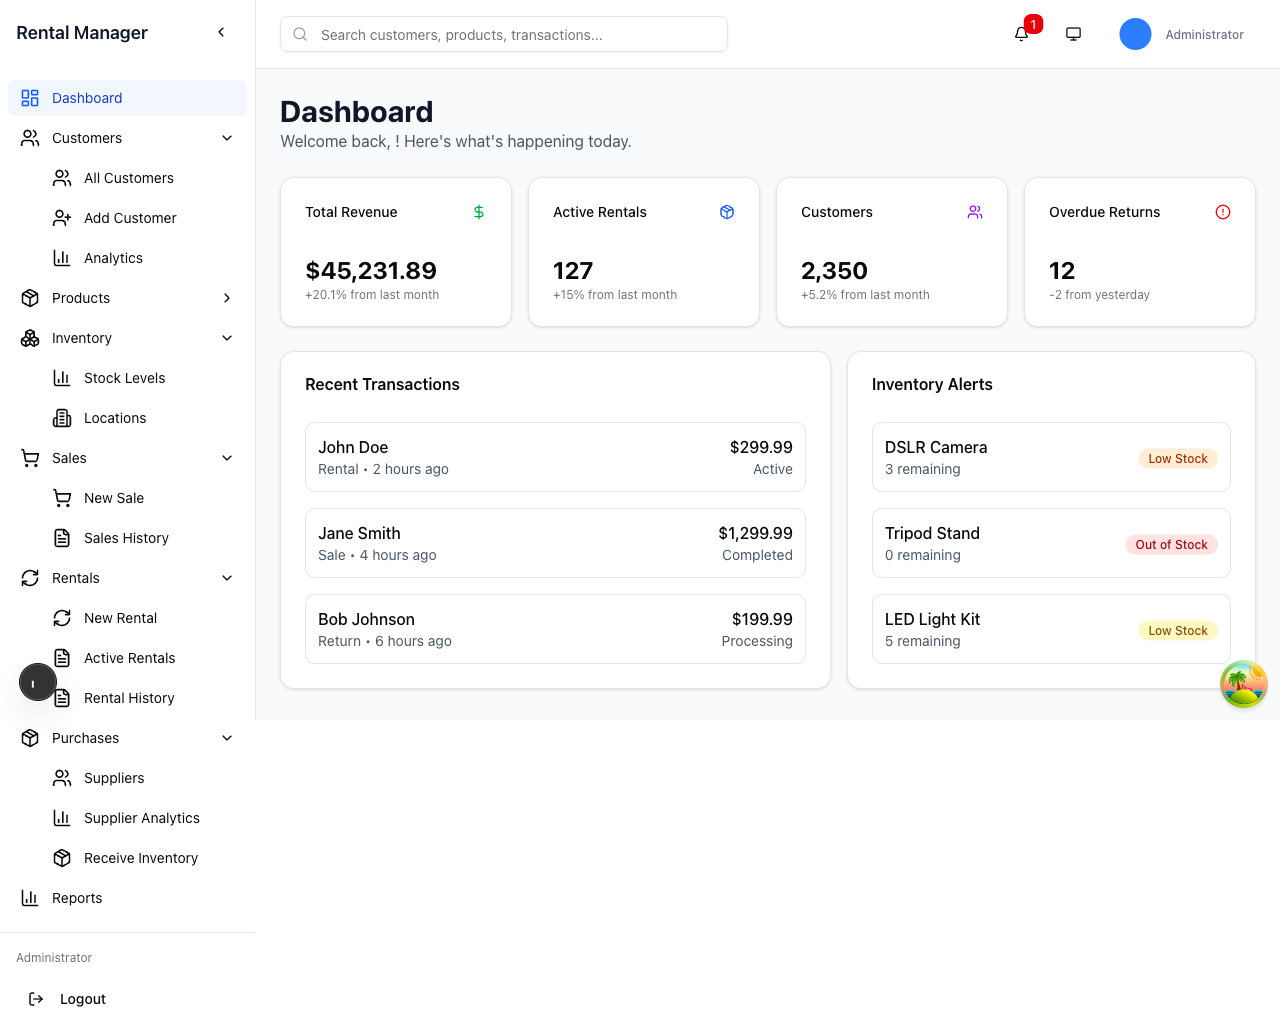 Rental Manager
Dashboard
Customers
All Customers
Add Customer
Analytics
Products
Inventory
Stock Levels
Locations
Sales
New Sale
Sales History
Rentals
New Rental
Active Rentals
Rental History
Purchases
Suppliers
Supplier Analytics
Receive Inventory
Reports
Administrator
Logout
Search customers, products, transactions...
1
Administrator
Dashboard
Welcome back, ! Here's what's happening today.
Total Revenue
$45,231.89
+20.1% from last month
Active Rentals
127
+15% from last month
Customers
2,350
+5.2% from last month
Overdue Returns
12
-2 from yesterday
Recent Transactions
John Doe
$299.99
Rental • 2 hours ago
Active
Jane Smith
$1,299.99
Sale • 4 hours ago
Completed
Bob Johnson
$199.99
Return • 6 hours ago
Processing
Inventory Alerts
DSLR Camera
3 remaining
Low Stock
Tripod Stand
0 remaining
Out of Stock
LED Light Kit
5 remaining
Low Stock